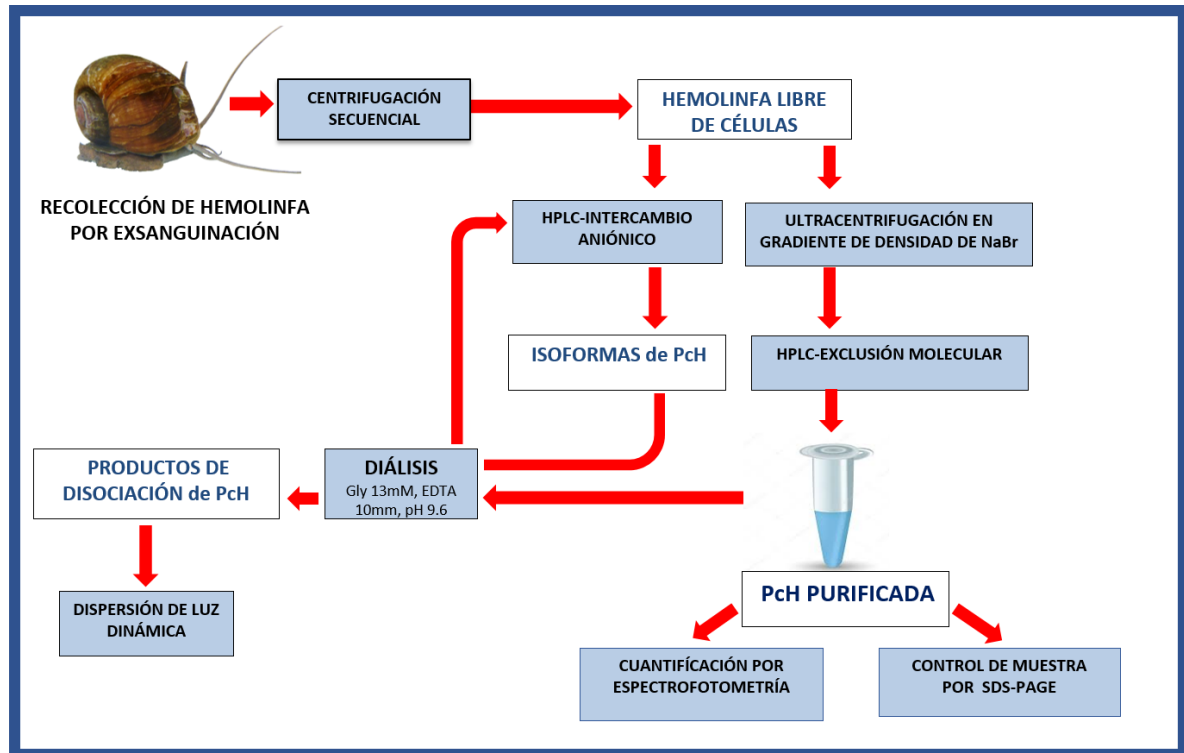 CENTRIFUGACIÓN
SECUENCIAL
HEMOLINFA LIBRE
DE CÉLULAS
RECOLECCIÓN DE HEMOLINFA
POR EXSANGUINACIÓN
HPLC-INTERCAMBIO
ANIÓNICO
ULTRACENTRIFUGACIÓN EN
GRADIENTE DE DENSIDAD DE NaBr
ISOFORMAS de PcH
HPLC-EXCLUSIÓN MOLECULAR
PRODUCTOS DE
DISOCIACIÓN de PcH
DIÁLISIS
Gly 13mM, EDTA
10mm, pH 9.6
DISPERSIÓN DE LUZ
DINÁMICA
PcH PURIFICADA
CUANTIFÍCACIÓN POR
ESPECTROFOTOMETRÍA
CONTROL DE MUESTRA
POR SDS-PAGE